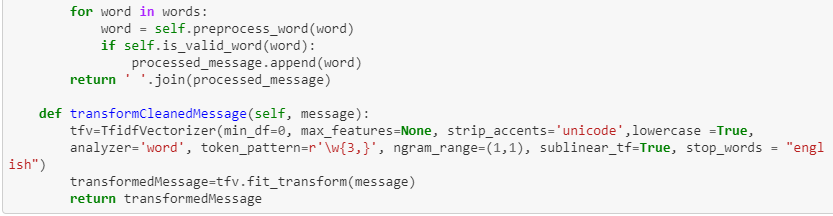 for word in words:
word = self.preprocess_word(word)
if self.is_valid_word(word):
processed_message.append(word)
return ' '.join(processed_message)
def transformCleanedMessage(self, message):
tfv=TfidfVectorizer(min_df=0, max_features=None, strip_accents='unicode',lowercase =True,
analyzer='word', token_pattern=r'\w{3,}', ngram_range=(1,1), sublinear_tf=True, stop_words = "engl
ish")
transformedMessage=tfv.fit_transform(message)
return transformedMessage